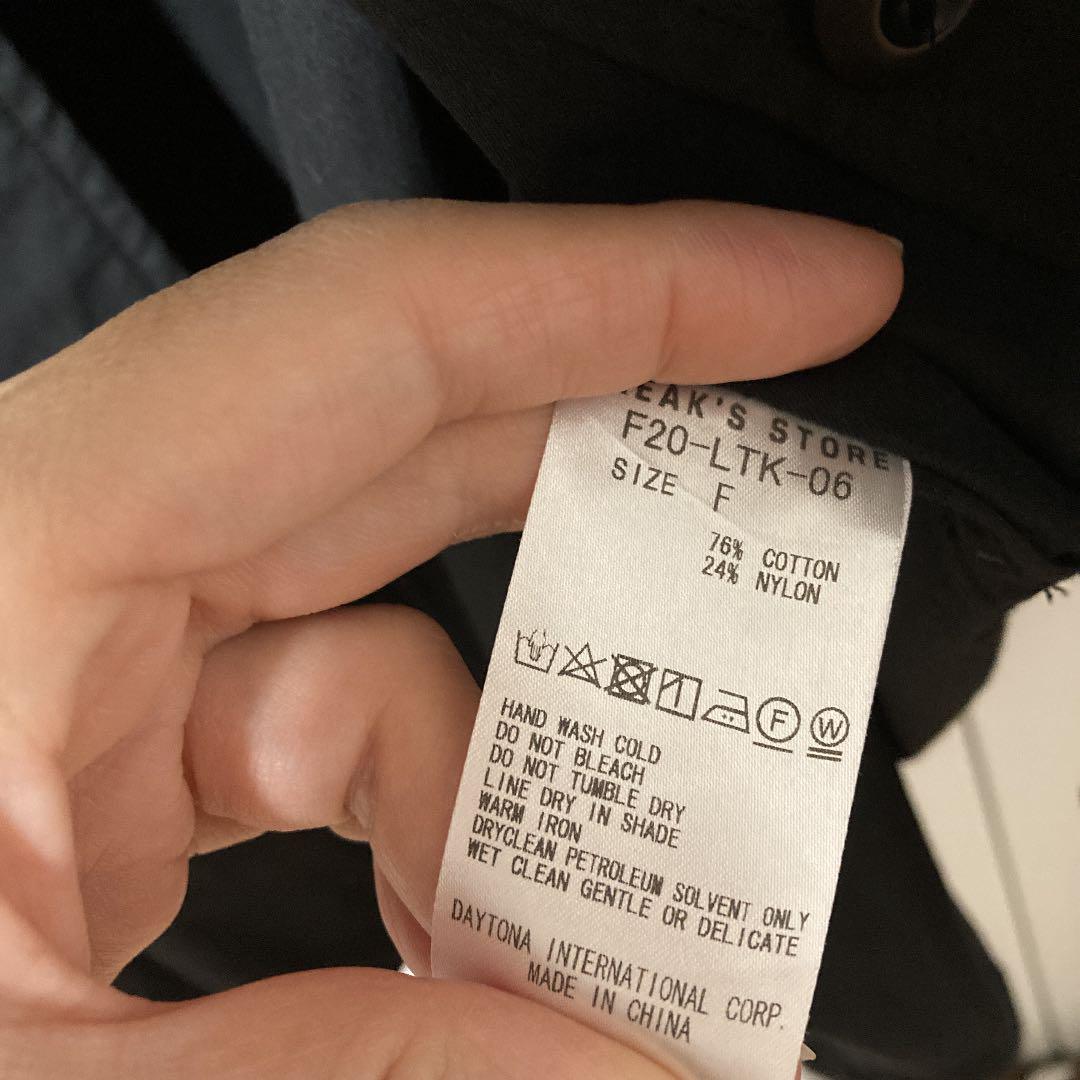 STORE
F20-LTK-06
SIZE F
76% COTTON
24% NYLON
1 F W
HAND WASH COLD
DO NOT BLEACH
DO NOT TUMBLE DRY
LINE DRY IN SHADE
WARM IRON
DRYCLEAN PETROLEUM SOLVENT ONLY
WET CLEAN GENTLE OR DELICATE
DAYTONA INTERNATIONAL CORP.
MADE IN CHINA